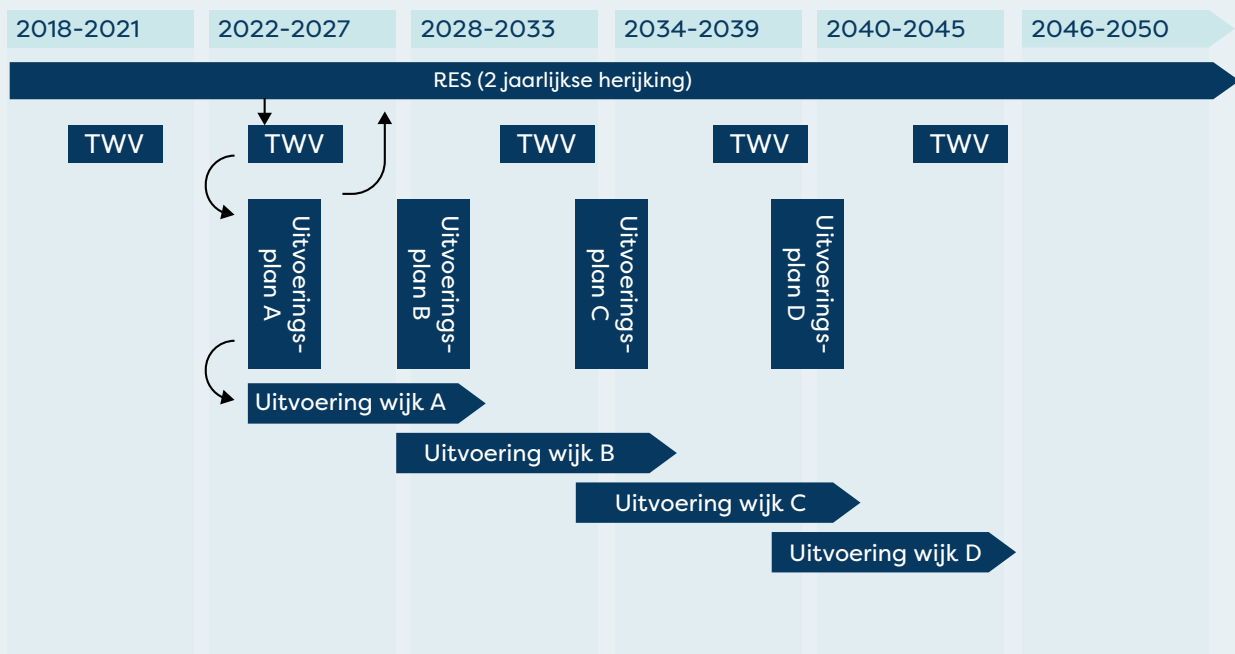 2018-2021
2022-2027
2028-2033
2034-2039
2040-2045
2046-2050
RES (2 jaarlijkse herijking)
TWV
TWV
TWV
TWV
TWV
Uitvoerings-
plan A
Uitvoerings-
plan B
Uitvoerings-
plan C
Uitvoerings-
plan D
Uitvoering wijk A
Uitvoering wijk B
Uitvoering wijk C
Uitvoering wijk D